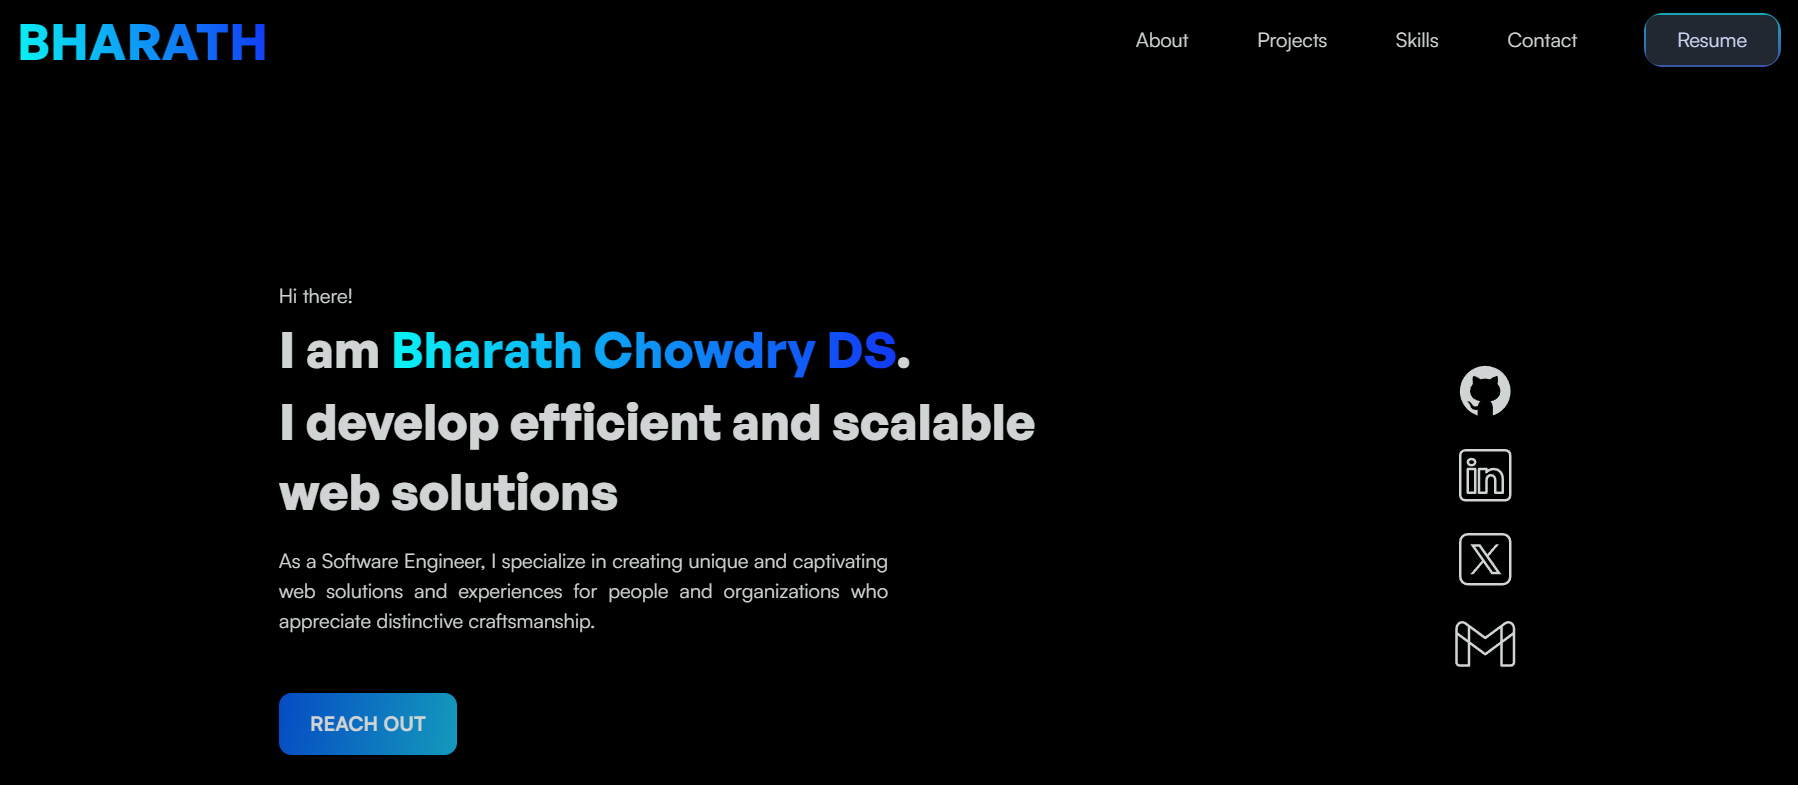 BHARATH
About Projects Skills Contact Resume
Hi there!
I am Bharath Chowdry DS.
I develop efficient and scalable
web solutions
As a Software Engineer, I specialize in creating unique and captivating
web solutions and experiences for people and organizations who
appreciate distinctive craftsmanship.
REACH OUT